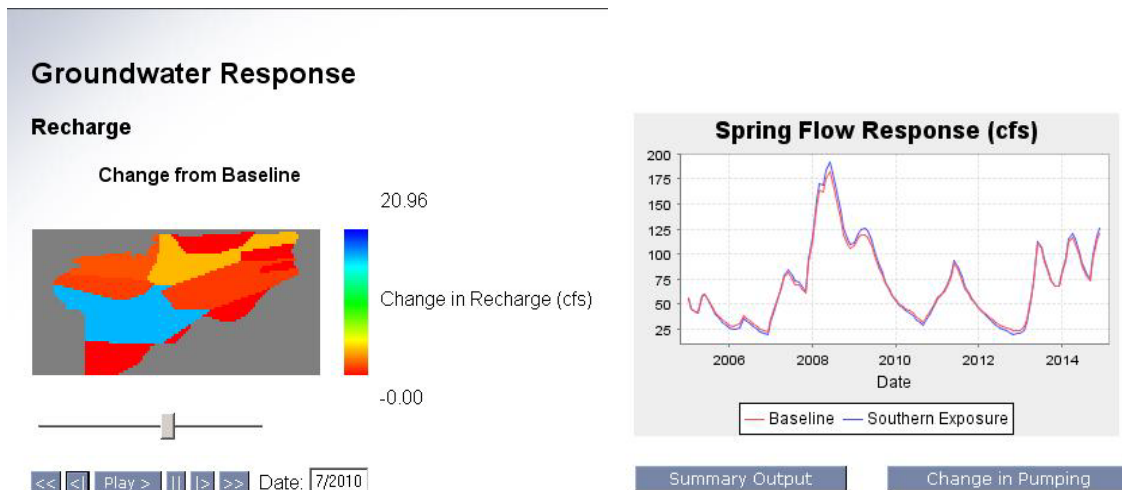 Groundwater Response
Recharge
Change from Baseline
20.96
Change in Recharge (cfs)
-0.00
<< <| Play > || |> >> Date: 7/2010
Spring Flow Response (cfs)
200
175
150
125
100
75
50
25
2006 2008 2010 2012 2014
Date
Baseline Southern Exposure
Summary Output Change in Pumping